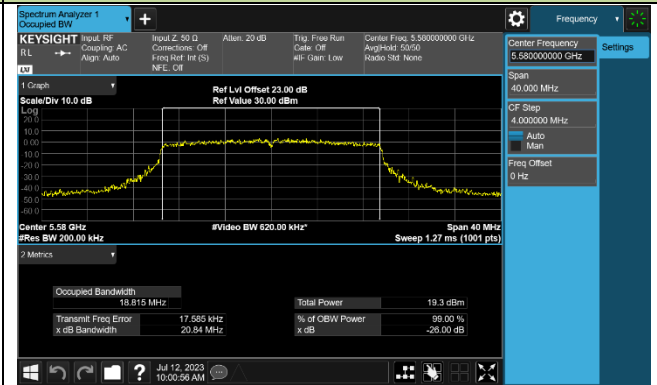 Spectrum Analyzer 1
Occupied BW
+
Frequency
KEYSIGHT
RL
LXI
Input: RF
Coupling: AC
Align: Auto
Input Z: 50 Ω
Corrections: Off
Freq Ref: Int (S)
NFE: Off
Atten: 20 dB
Trig: Free Run
Gate: Off
#IF Gain: Low
Center Freq: 5.580000000 GHz
Avg|Hold: 50/50
Radio Std: None
Center Frequency
5.580000000 GHz
Settings
Span
40.000 MHz
CF Step
4.000000 MHz
Auto
Man
Freq Offset
0 Hz
1 Graph
Scale/Div 10.0 dB
Ref Lvl Offset 23.00 dB
Ref Value 30.00 dBm
Log
20.0
10.0
0.00
-10.0
-20.0
-30.0
-40.0
-50.0
-60.0
Center 5.58 GHz
#Res BW 200.00 kHz
#Video BW 620.00 kHz*
Span 40 MHz
Sweep 1.27 ms (1001 pts)
2 Metrics
Occupied Bandwidth
18.815 MHz
Total Power 19.3 dBm
Transmit Freq Error 17.585 kHz
% of OBW Power 99.00 %
x dB Bandwidth 20.84 MHz
x dB -26.00 dB
?
Jul 12, 2023
10:00:56 AM